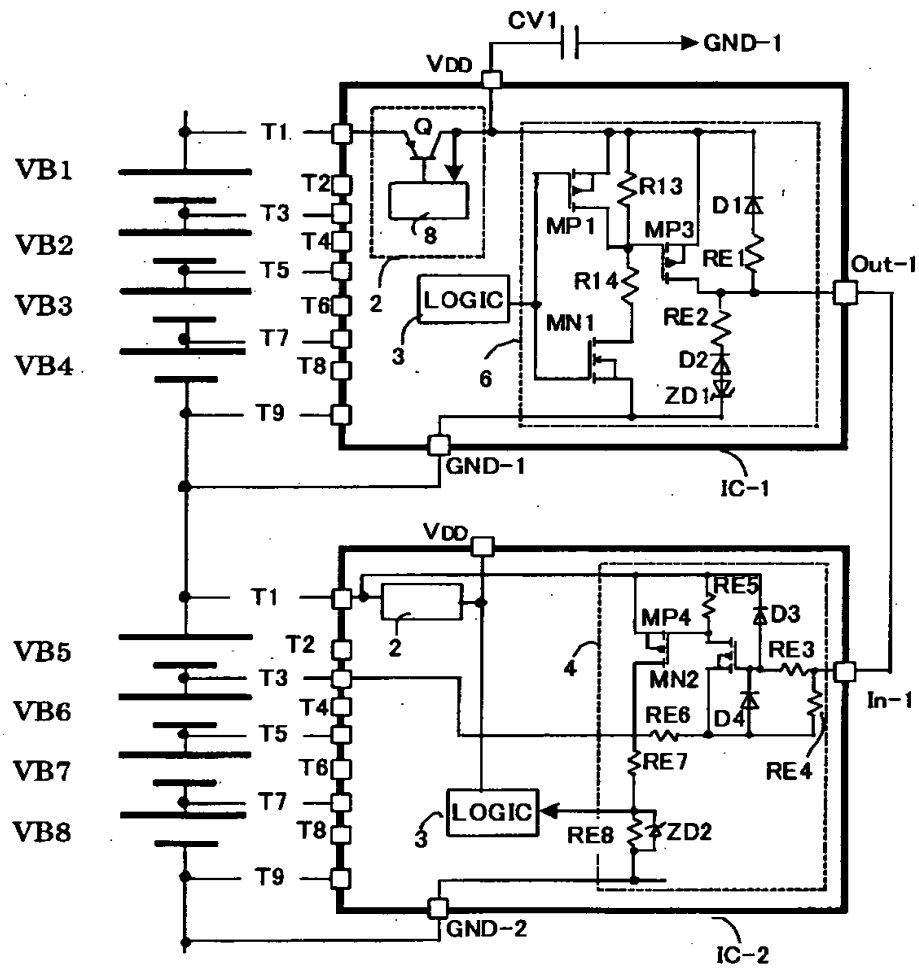 CV1
GND-1
VDD
T1
Q
VB1
T2
T3
8
R13
MP1
MP3
D1
RE1
Out-1
VB2
T4
T5
2
R14
LOGIC
3
RE2
VB3
T6
MN1
D2
T7
6
ZD1
VB4
T8
T9
GND-1
IC-1
VDD
T1
2
4
MP4
RE5
D3
RE3
VB5
T2
T3
MN2
In-1
VB6
T4
RE6
D4
T5
RE7
RE4
VB7
T6
T7
LOGIC
3
RE8
ZD2
VB8
T8
T9
GND-2
IC-2